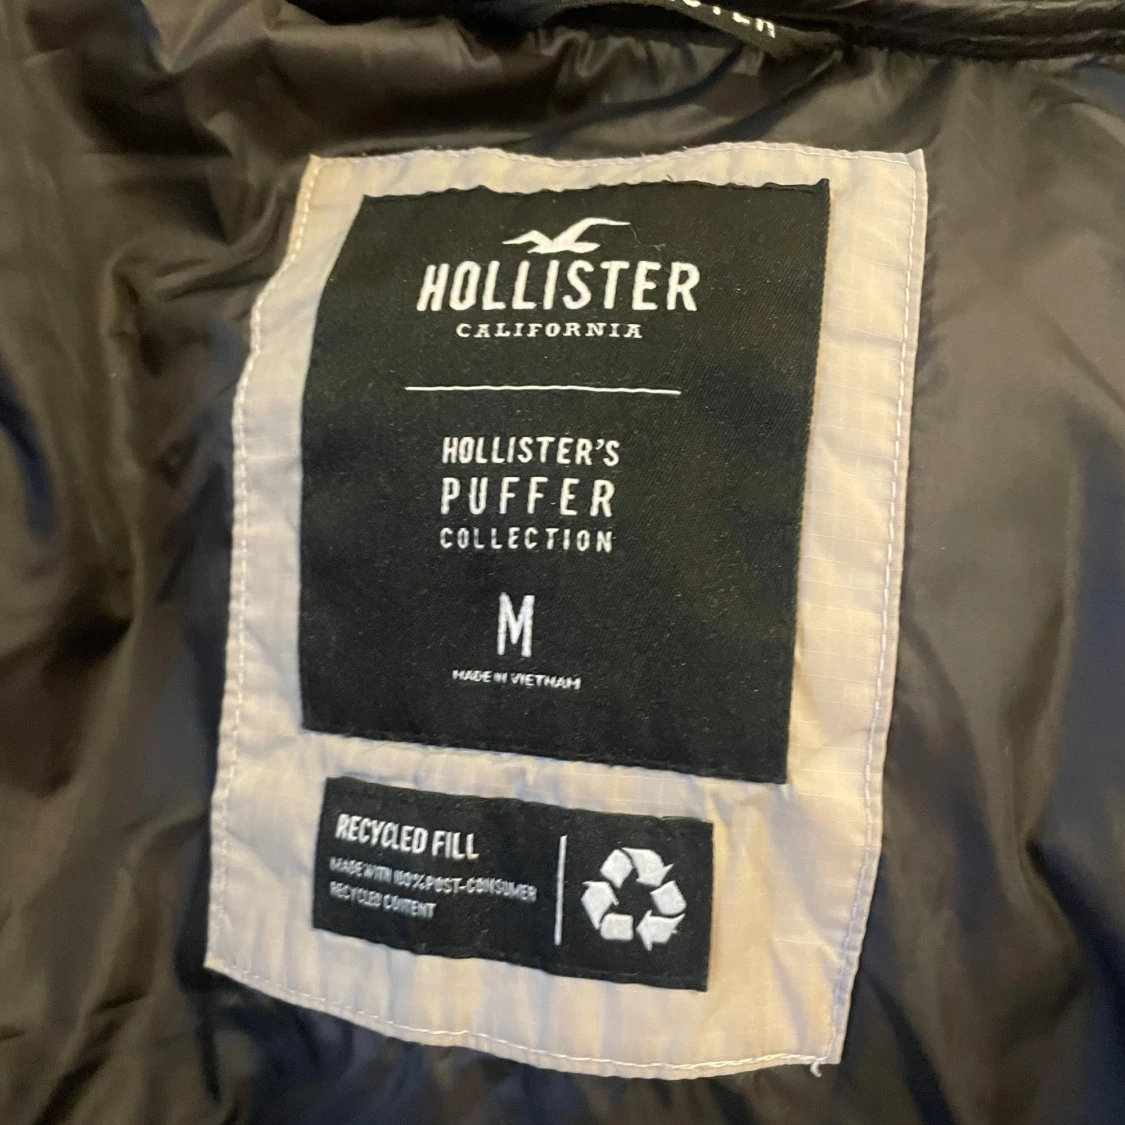 HOLLISTER
CALIFORNIA
HOLLISTER'S
PUFFER
COLLECTION
M
MADE IN VIETNAM
RECYCLED FILL
MADE WITH 100% POST-CONSUMER
RECYCLED CONTENT